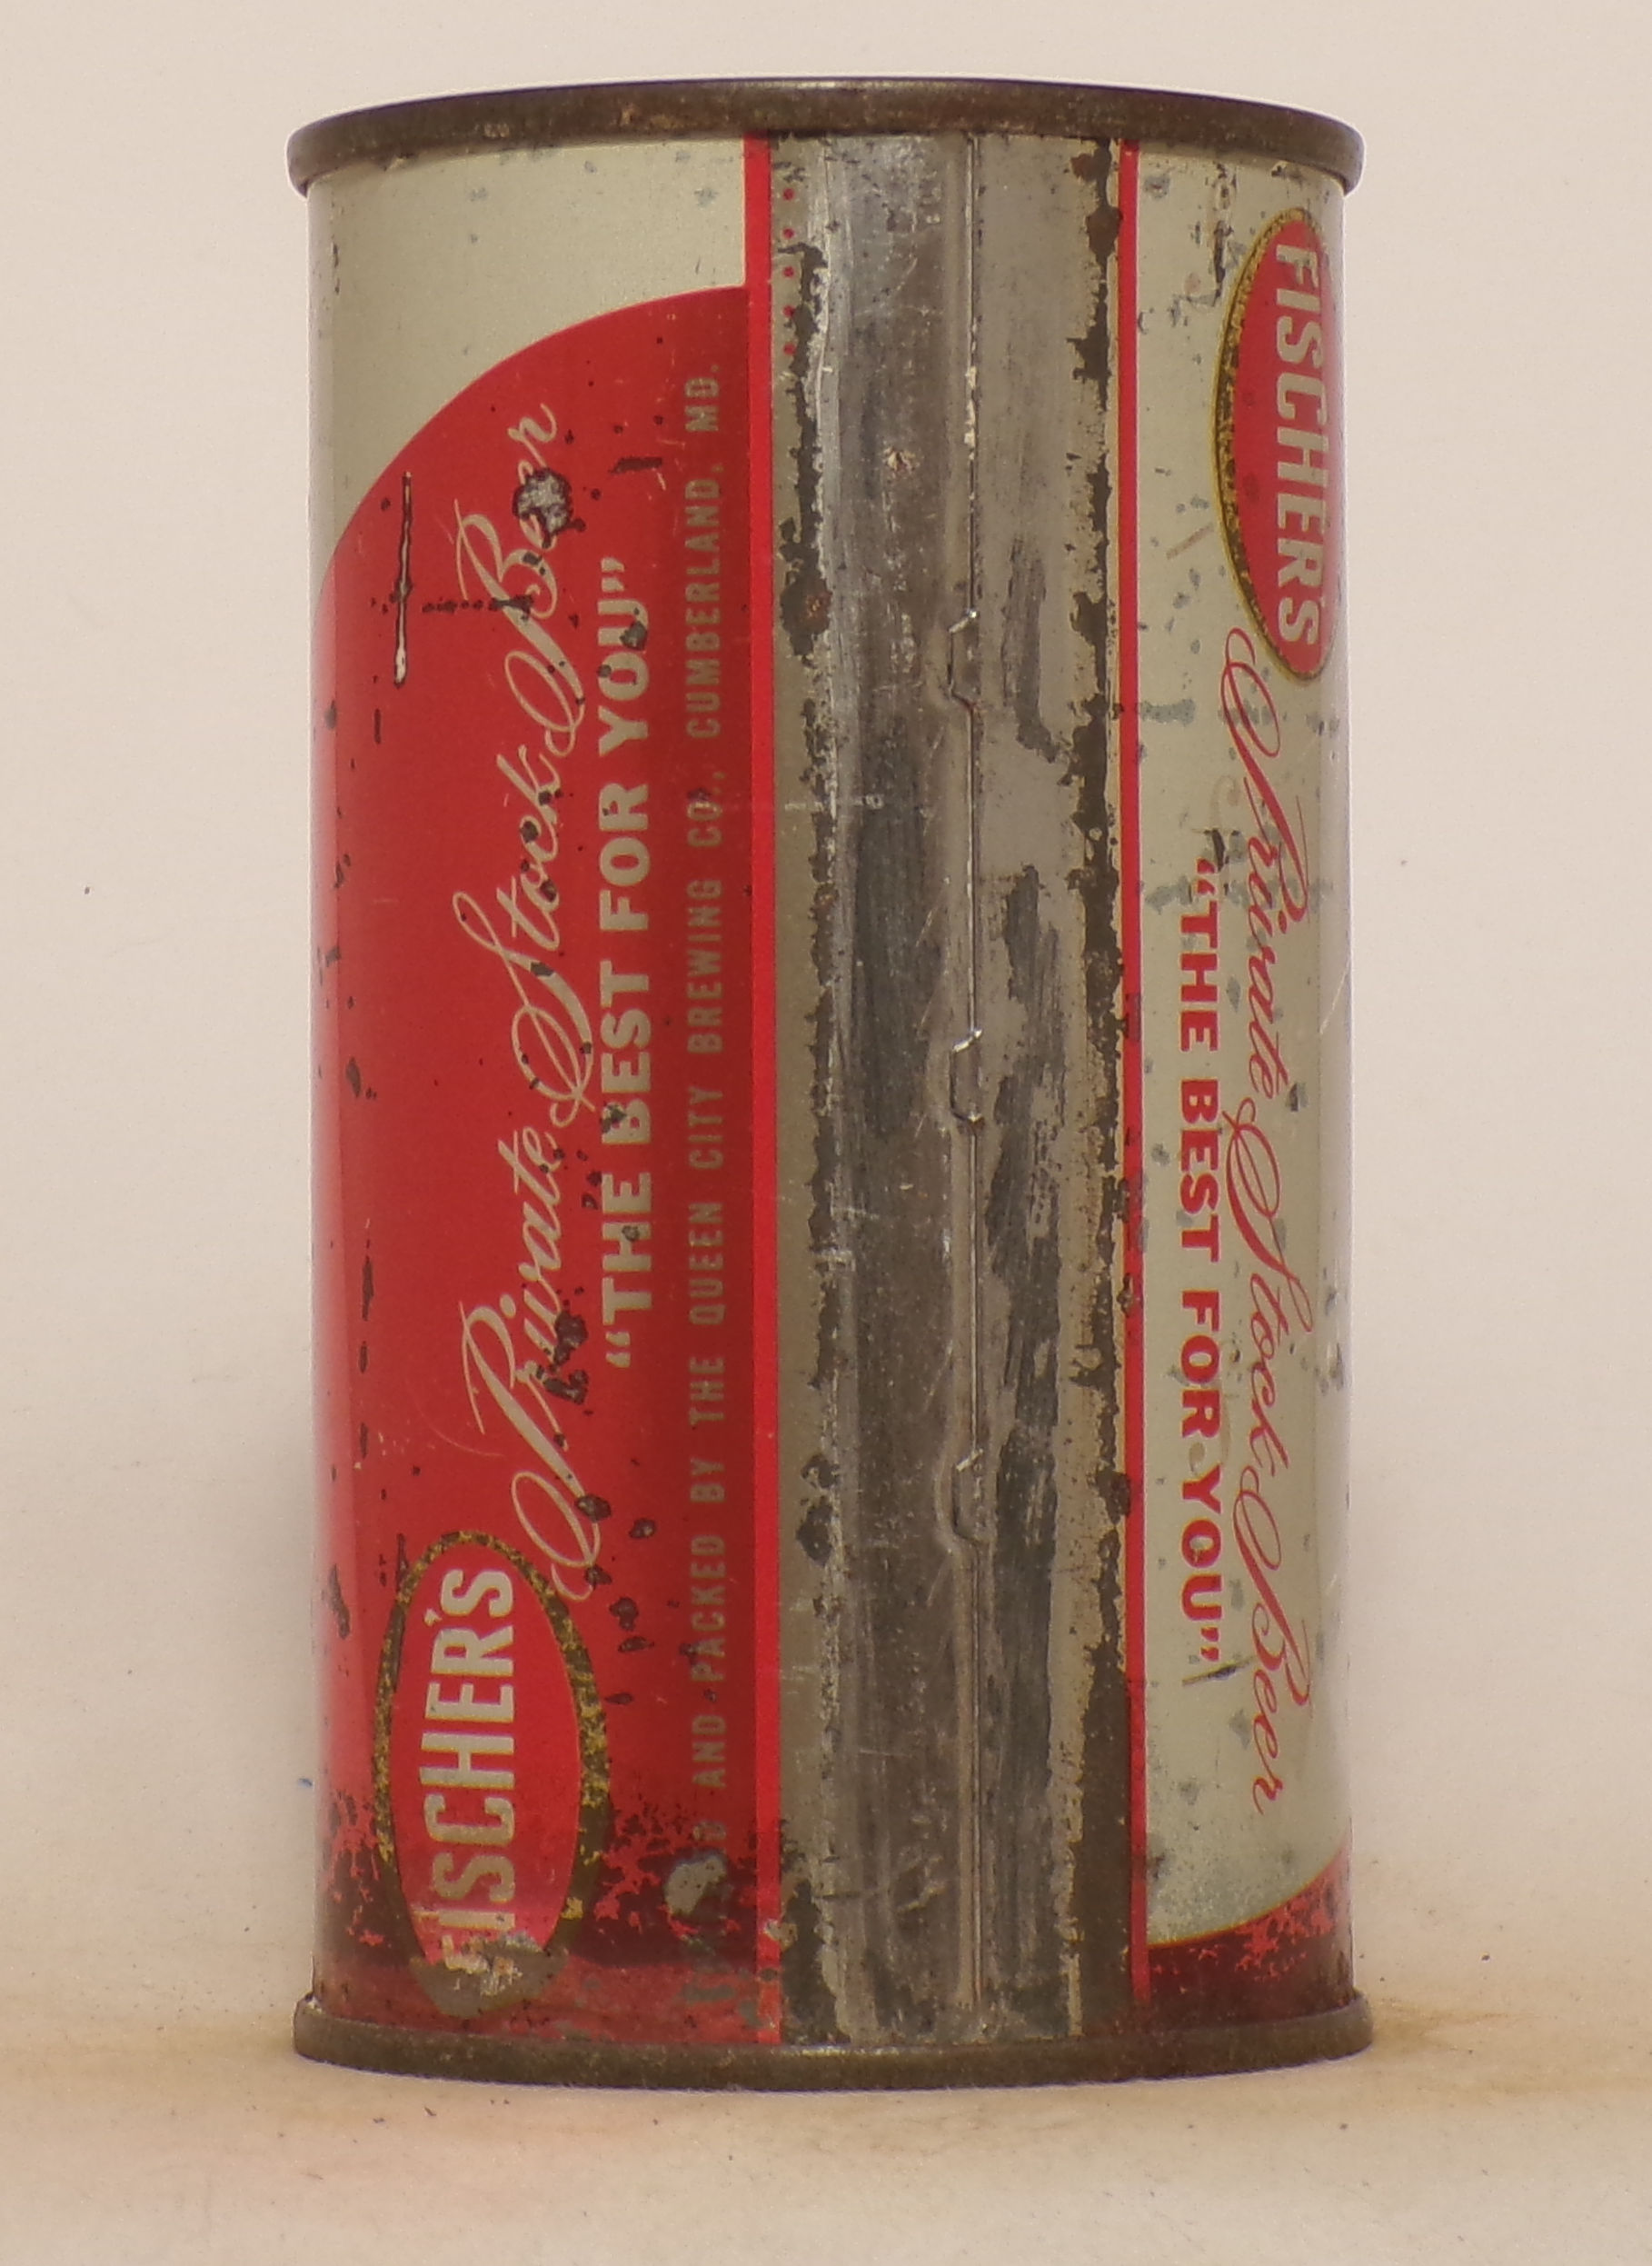 FISCHER'S
Private Stock Beer
"THE BEST FOR YOU"
AND PACKED BY THE QUEEN CITY BREWING CO., CUMBERLAND, MD.
FISCHER'S
Private Stock Beer
"THE BEST FOR YOU"